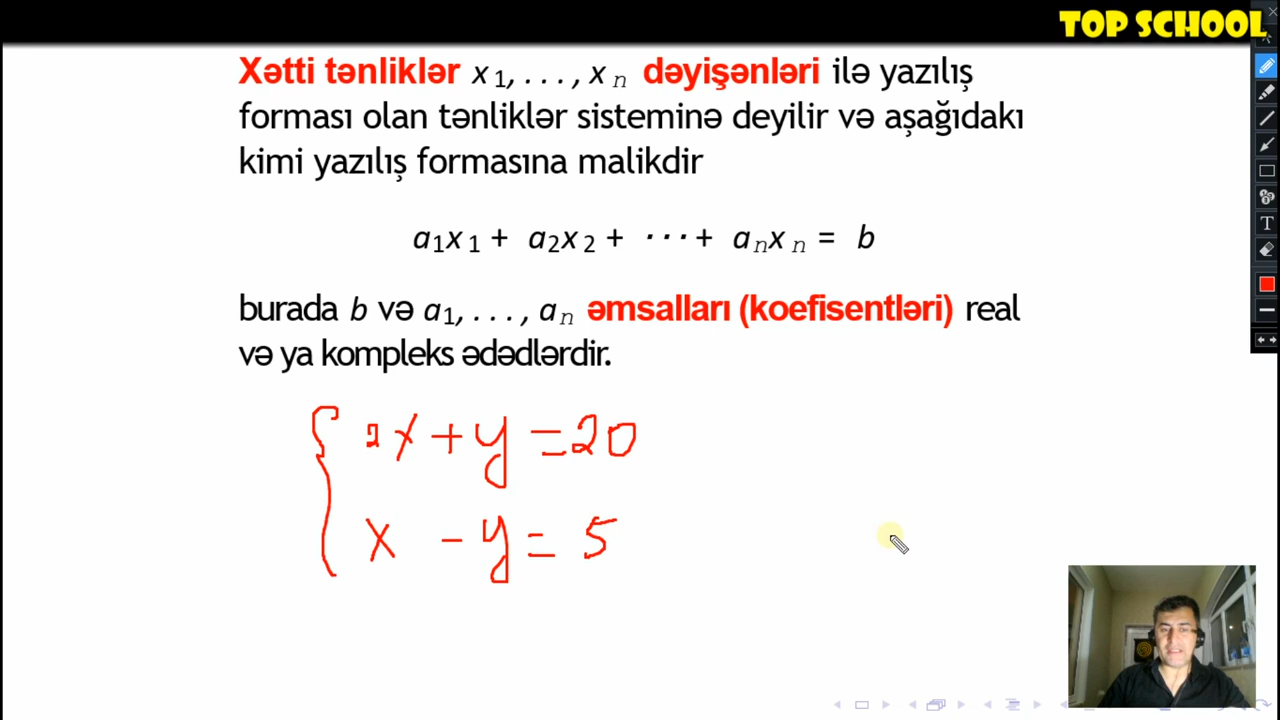 TOP SCHOOL
Xətti tənliklər x1, . . . , xn dəyişənləri ilə yazılış
forması olan tənliklər sisteminə deyilir və aşağıdakı
kimi yazılış formasına malikdir
a1x1 + a2x2 + ··· + anxn = b
burada b və a1, . . . , an əmsalları (koefisentləri) real
və ya kompleks ədədlərdir.
2x + y = 20
x - y = 5